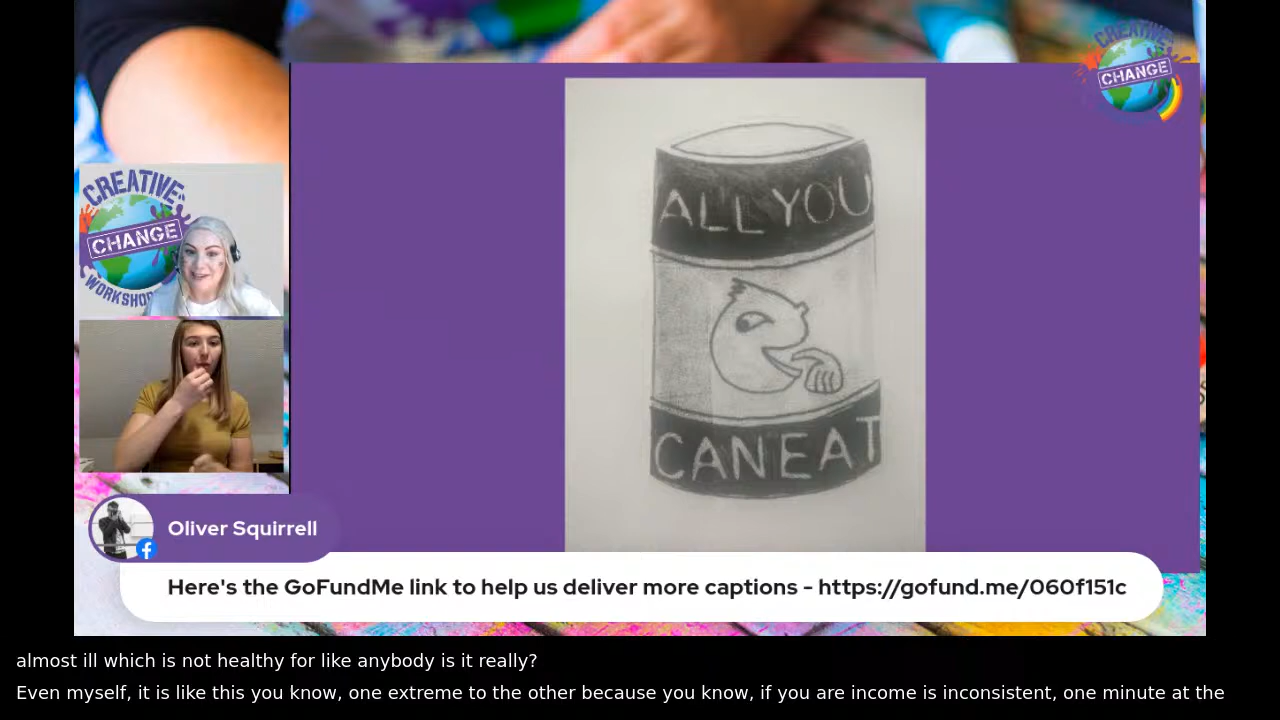 CREATIVE
CHANGE
ALL YOU
CREATIVE
CHANGE
WORKSHOP
CAN EAT
Oliver Squirrell
Here's the GoFundMe link to help us deliver more captions - https://gofund.me/060f151c
almost ill which is not healthy for like anybody is it really?
Even myself, it is like this you know, one extreme to the other because you know, if you are income is inconsistent, one minute at the